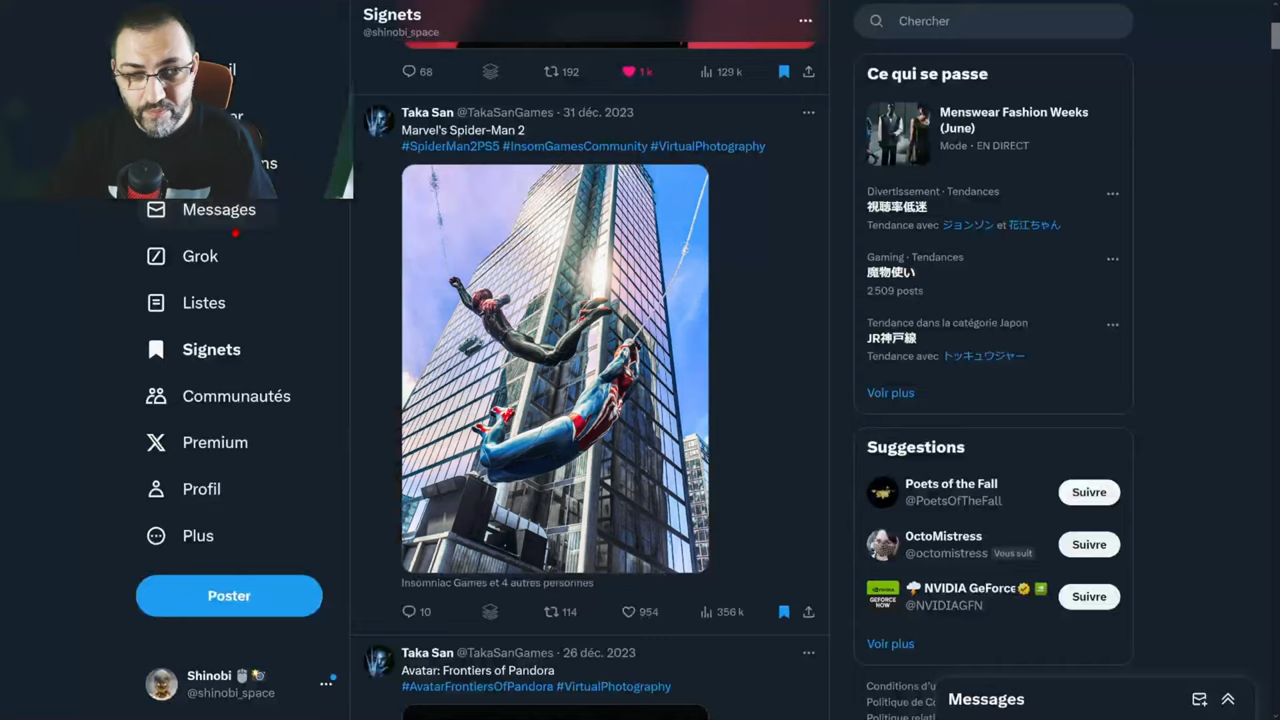 Signets
@shinobi_space
Chercher
68
192
1 k
129 k
Taka San @TakaSanGames · 31 déc. 2023
Marvel's Spider-Man 2
#SpiderMan2PS5 #InsomGamesCommunity #VirtualPhotography
Insomniac Games et 4 autres personnes
10
114
954
356 k
Taka San @TakaSanGames · 26 déc. 2023
Avatar: Frontiers of Pandora
#AvatarFrontiersOfPandora #VirtualPhotography
Messages
Grok
Listes
Signets
Communautés
Premium
Profil
Plus
Poster
Shinobi
@shinobi_space
Ce qui se passe
Menswear Fashion Weeks
(June)
Mode · EN DIRECT
Divertissement · Tendances
視聴率低迷
Tendance avec ジョンソン et 花江ちゃん
Gaming · Tendances
魔物使い
2 509 posts
Tendance dans la catégorie Japon
JR神戸線
Tendance avec トッキュウジャー
Voir plus
Suggestions
Poets of the Fall
@PoetsOfTheFall
Suivre
OctoMistress
@octomistress Vous suit
Suivre
NVIDIA GeForce
@NVIDIAGFN
Suivre
Voir plus
Conditions d'u
Politique de C
Politique relat
Messages